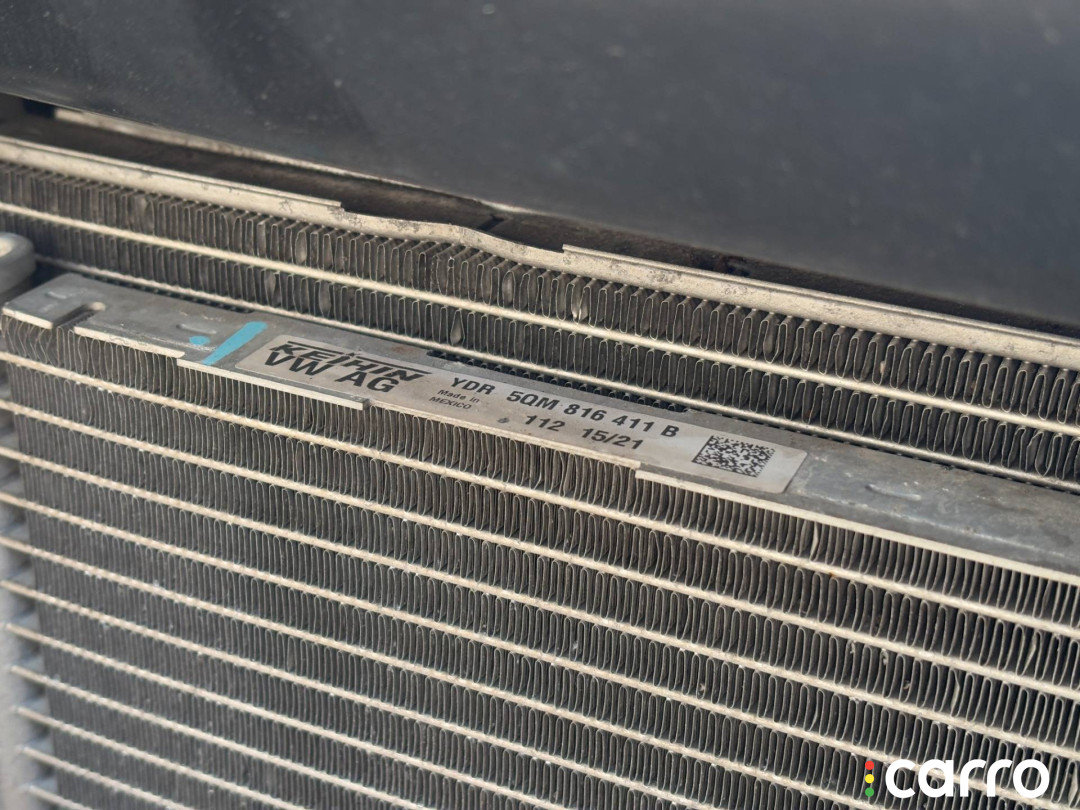 KEIHIN
VW AG YDR 5QM 816 411 B
Made in
MEXICO
112 15/21
carro